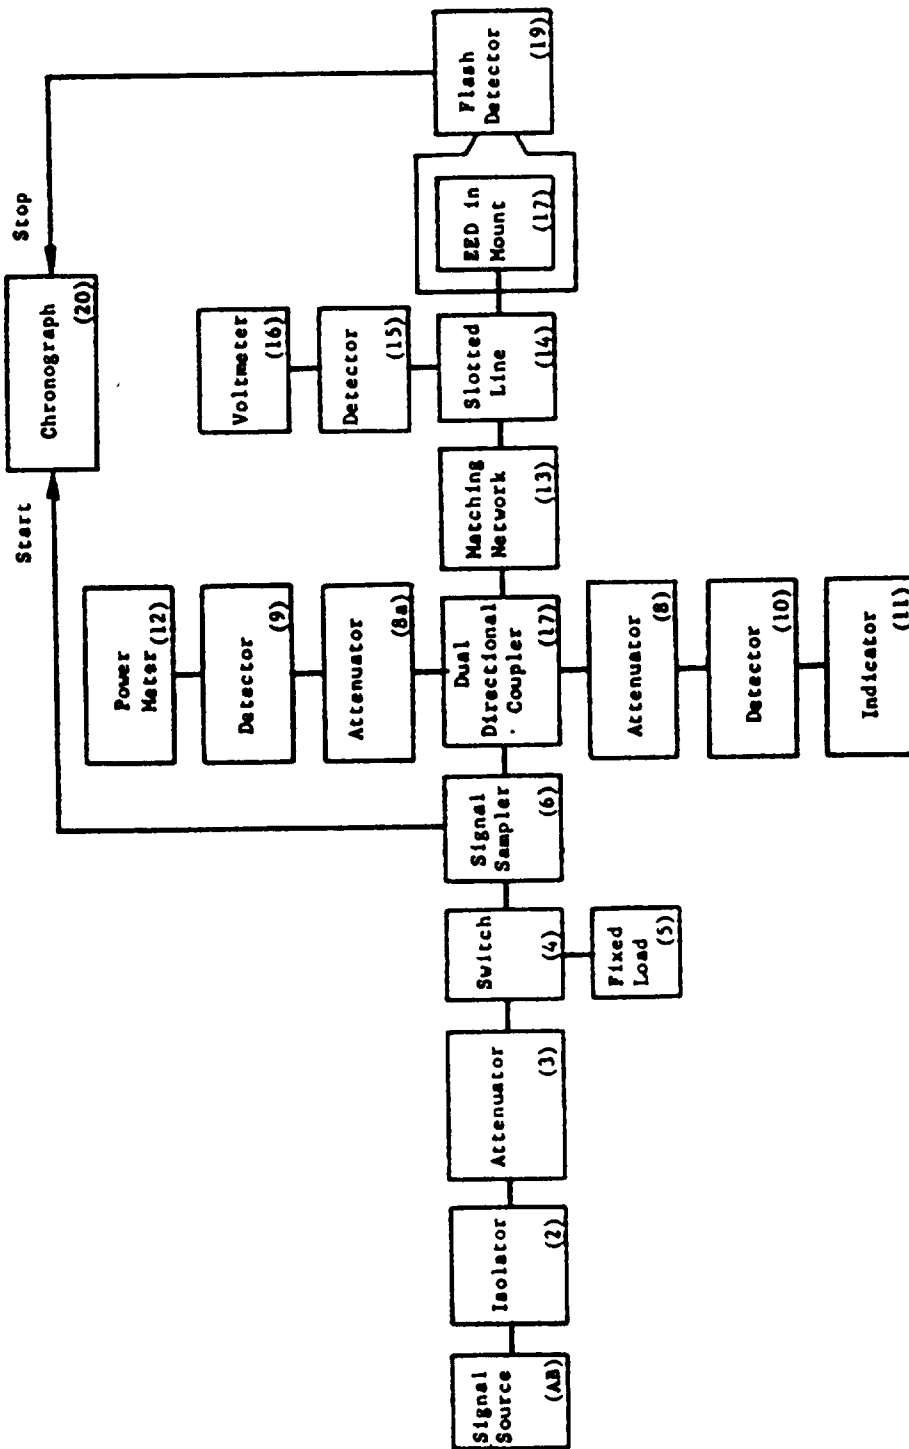 Chronograph
(20)
Start
Stop
Power
Meter
(12)
Detector
(9)
Attenuator
(8a)
Voltmeter
(16)
Detector
(15)
Signal
Source
(AB)
Isolator
(2)
Attenuator
(3)
Switch
(4)
Signal
Sampler
(6)
Dual
Directional
Coupler
(17)
Matching
Network
(13)
Slotted
Line
(14)
EED in
Mount
(17)
Flash
Detector
(19)
Fixed
Load
(5)
Attenuator
(8)
Detector
(10)
Indicator
(11)